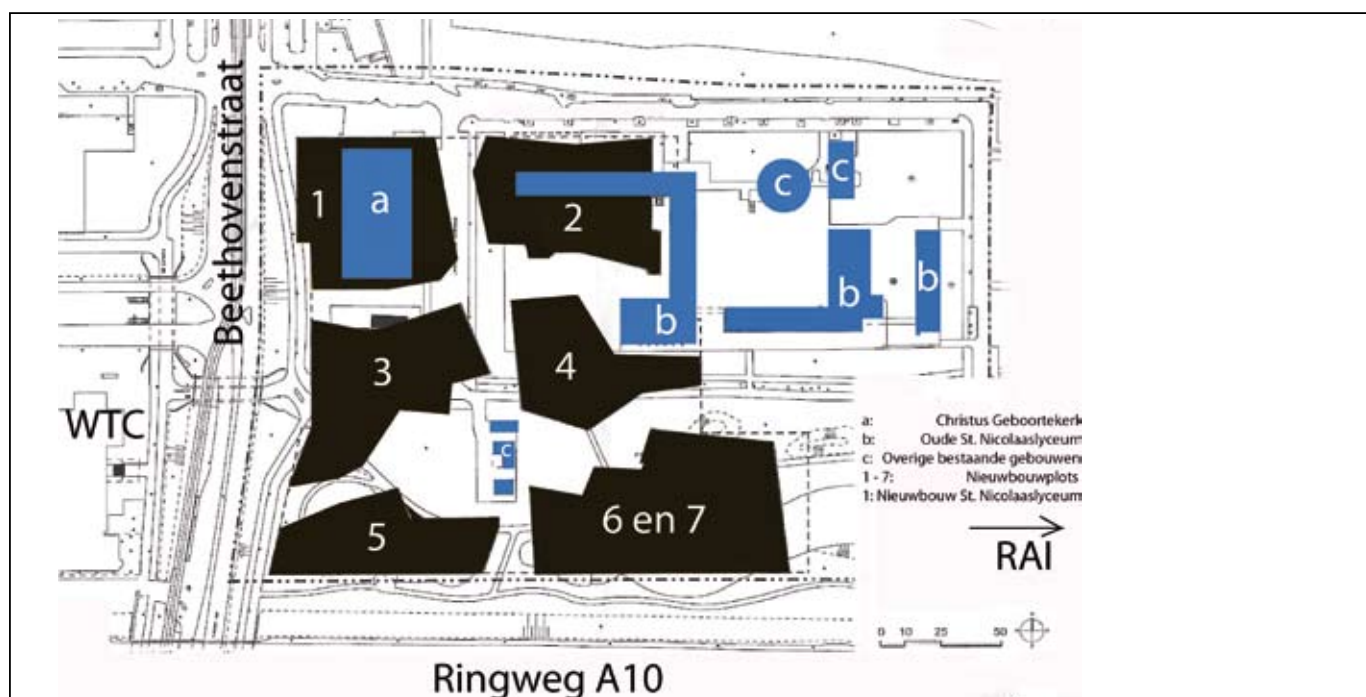 Beethovenstraat
1
a
2
c
c
b
b
b
3
4
WTC
c
5
6 en 7
a: Christus Geboortekerk
b: Oude St. Nicolaaslyceum
c: Overige bestaande gebouwen
1 - 7: Nieuwbouwplots
1: Nieuwbouw St. Nicolaaslyceum
RAI
0 10 25 50
Ringweg A10